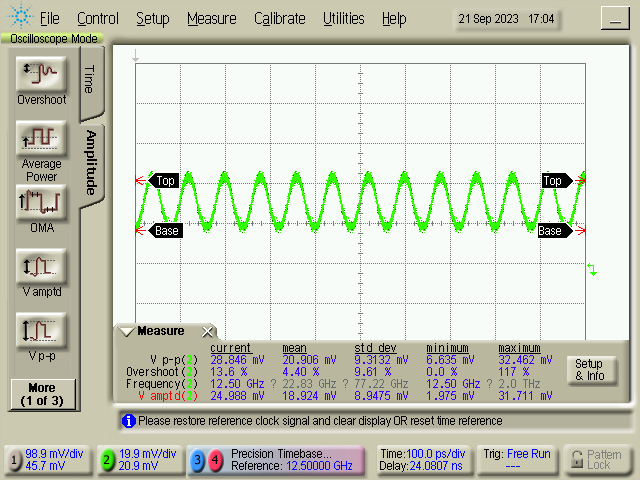 File Control Setup Measure Calibrate Utilities Help 21 Sep 2023 17:04
Oscilloscope Mode
Time
Amplitude
Overshoot
Average
Power
OMA
V amptd
V p-p
More
(1 of 3)
Top Top
Base Base
Measure
current mean std dev minimum maximum
V p-p(2) 28.846 mV 20.906 mV 9.3132 mV 6.635 mV 32.462 mV
Overshoot(2) 13.6 % 4.40 % 9.61 % 0.0 % 117 %
Frequency(2) 12.50 GHz ? 22.83 GHz ? 77.22 GHz 12.50 GHz ? 2.0 THz
V amptd(2) 24.988 mV 18.924 mV 8.9475 mV 1.975 mV 31.711 mV
Setup
& Info
Please restore reference clock signal and clear display OR reset time reference
1 98.9 mV/div
45.7 mV
2 19.9 mV/div
20.9 mV
3 4 Precision Timebase...
Reference: 12.50000 GHz
Time:100.0 ps/div
Delay:24.0807 ns
Trig: Free Run
---
Pattern
Lock